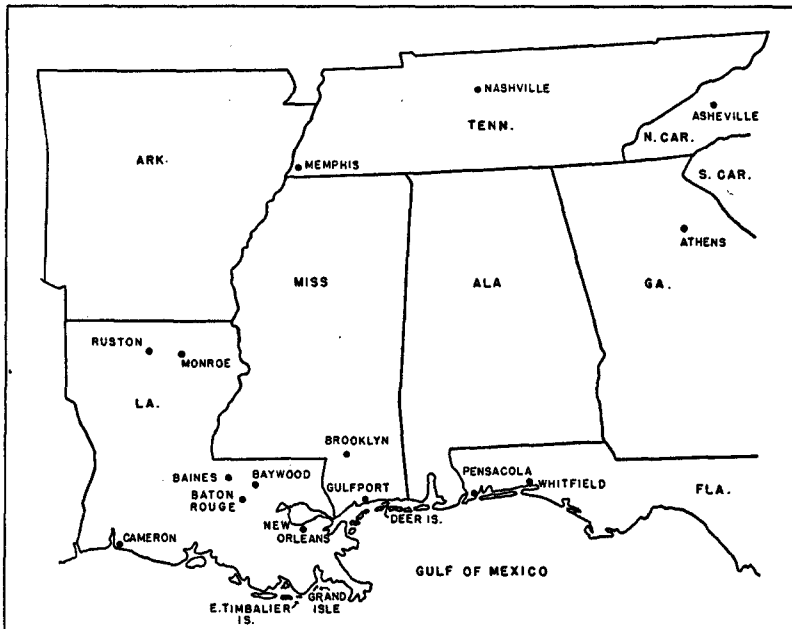 NASHVILLE
ASHEVILLE
TENN.
N. CAR.
ARK.
MEMPHIS
S. CAR.
ATHENS
MISS
ALA
GA.
RUSTON
MONROE
LA.
BROOKLYN
BAINES
BAYWOOD
PENSACOLA
WHITFIELD
BATON
ROUGE
GULFPORT
FLA.
DEER IS.
NEW
ORLEANS
CAMERON
GULF OF MEXICO
E. TIMBALIER
IS.
GRAND
ISLE